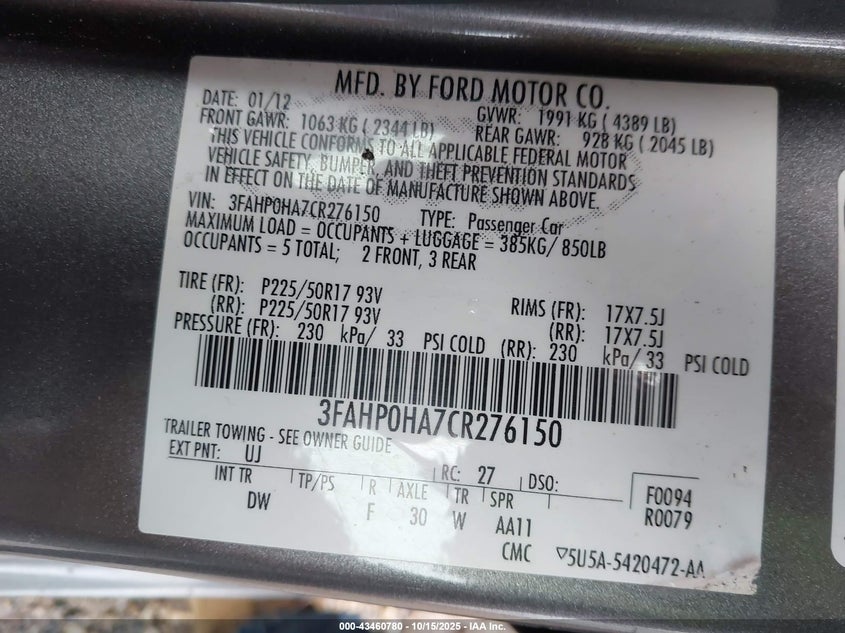 MFD. BY FORD MOTOR CO.
DATE: 01/12 GVWR: 1991 KG ( 4389 LB)
FRONT GAWR: 1063 KG ( 2344 LB) REAR GAWR: 928 KG ( 2045 LB)
THIS VEHICLE CONFORMS TO ALL APPLICABLE FEDERAL MOTOR
VEHICLE SAFETY, BUMPER, AND THEFT PREVENTION STANDARDS
IN EFFECT ON THE DATE OF MANUFACTURE SHOWN ABOVE.
VIN: 3FAHP0HA7CR276150 TYPE: Passenger Car
MAXIMUM LOAD = OCCUPANTS + LUGGAGE = 385KG/ 850LB
OCCUPANTS = 5 TOTAL; 2 FRONT, 3 REAR
TIRE (FR): P225/50R17 93V RIMS (FR): 17X7.5J
(RR): P225/50R17 93V (RR): 17X7.5J
PRESSURE (FR): 230 kPa/ 33 PSI COLD (RR): 230 kPa/ 33 PSI COLD
3FAHP0HA7CR276150
TRAILER TOWING - SEE OWNER GUIDE
EXT PNT: UJ RC: 27 DSO:
INT TR TP/PS R AXLE TR SPR F0094
DW F 30 W AA11 R0079
CMC ▽5U5A-5420472-AA
000-43460780 - 10/15/2025 - IAA Inc.